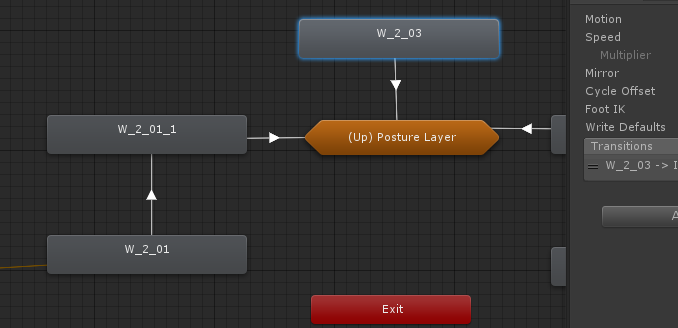 W_2_03
W_2_01_1
(Up) Posture Layer
W_2_01
Exit
Motion
Speed
Multiplier
Mirror
Cycle Offset
Foot IK
Write Defaults
Transitions
W_2_03 ->